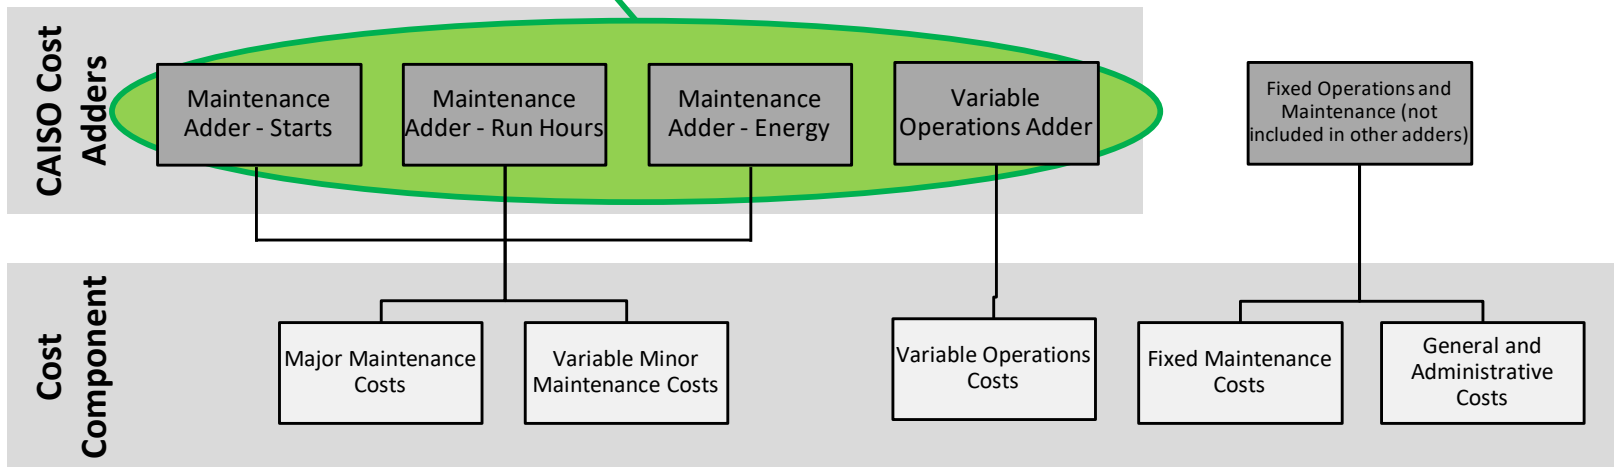 CAISO Cost
Adders
Maintenance
Adder - Starts
Maintenance
Adder - Run Hours
Maintenance
Adder - Energy
Variable
Operations Adder
Fixed Operations and
Maintenance (not
included in other adders)
Cost
Component
Major Maintenance
Costs
Variable Minor
Maintenance Costs
Variable Operations
Costs
Fixed Maintenance
Costs
General and
Administrative
Costs